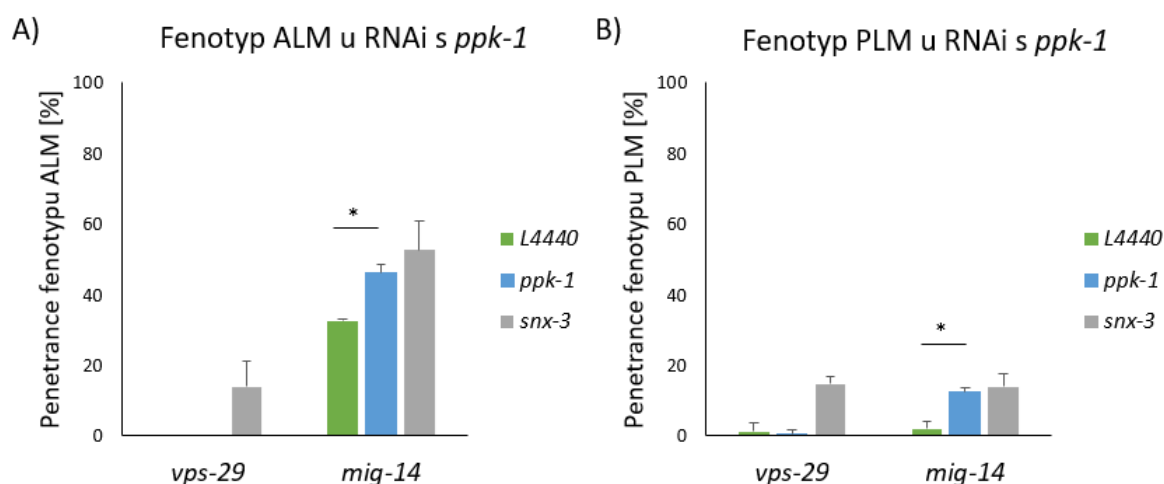 A)
Fenotyp ALM u RNAi s ppk-1
Penetrance fenotypu ALM [%]
100
80
60
40
20
0
*
vps-29
mig-14
L4440
ppk-1
snx-3
B)
Fenotyp PLM u RNAi s ppk-1
Penetrance fenotypu PLM [%]
100
80
60
40
20
0
*
vps-29
mig-14
L4440
ppk-1
snx-3